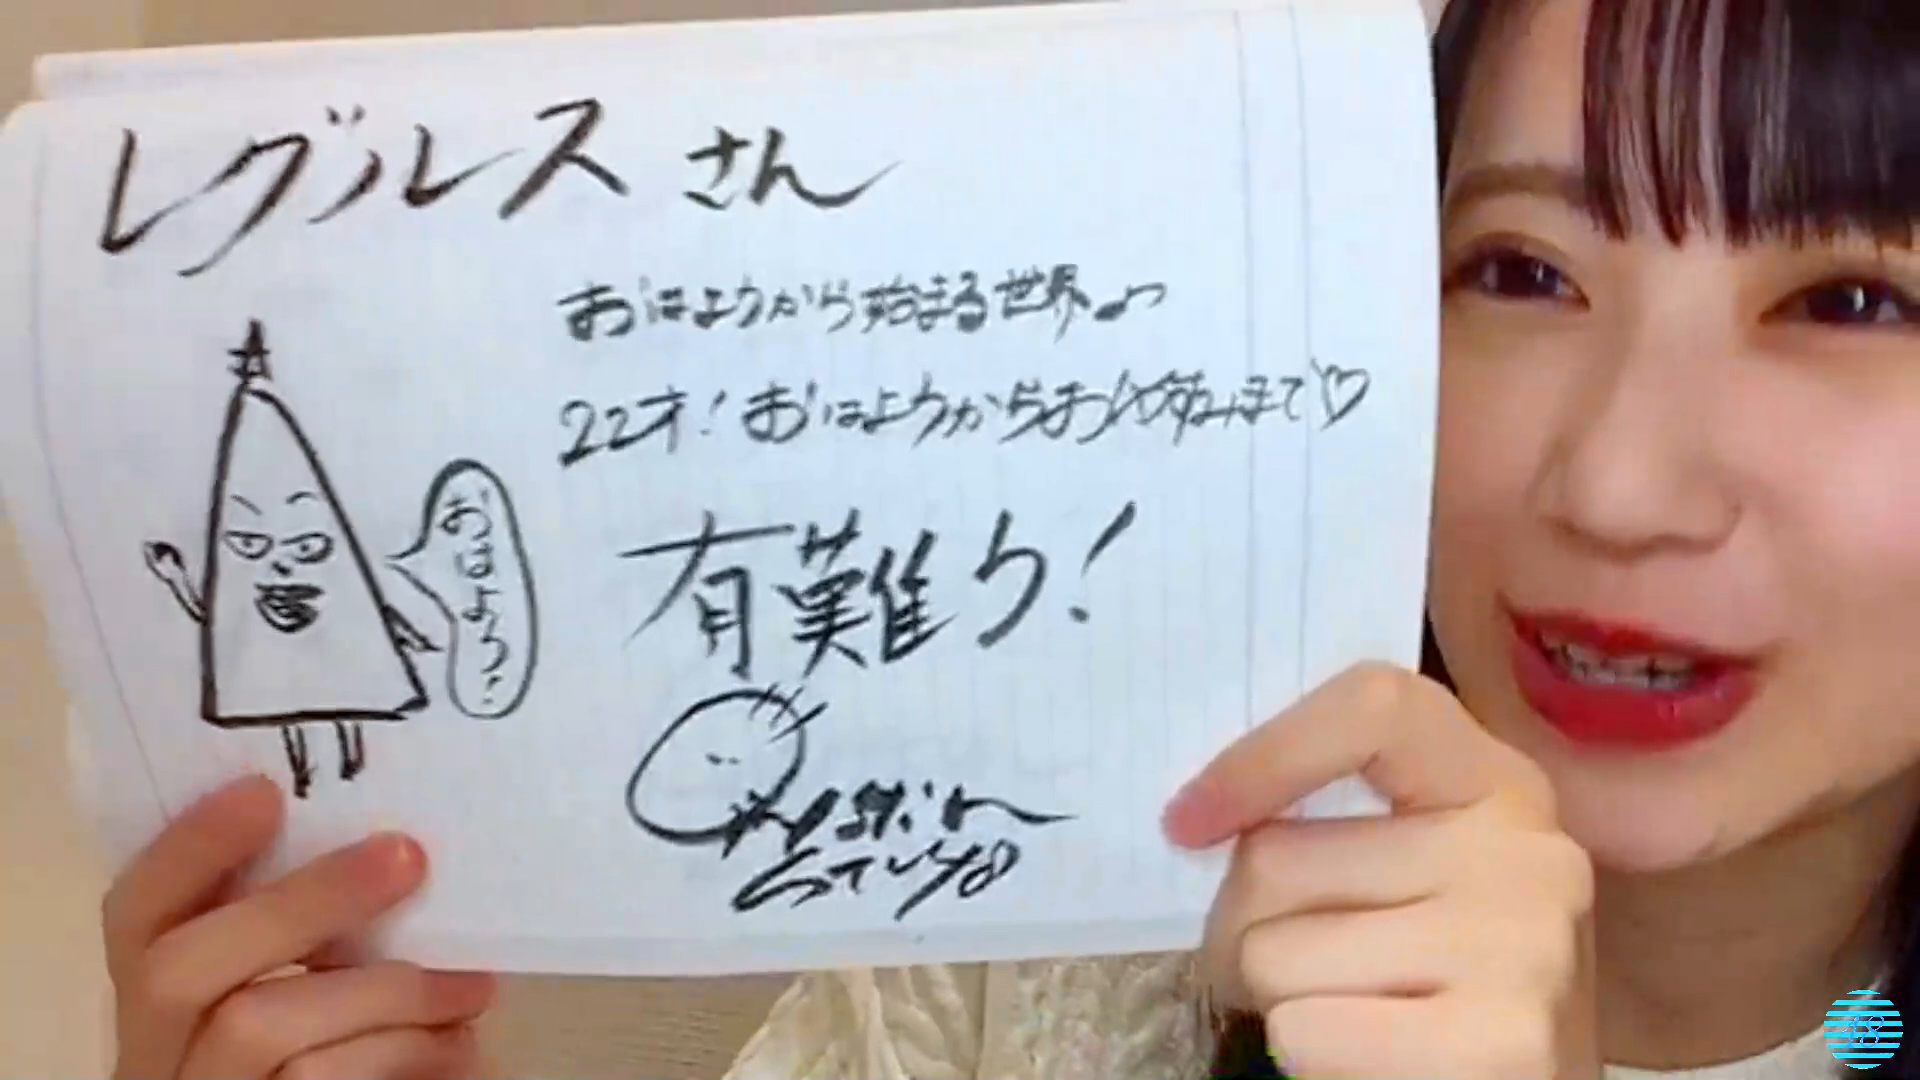 レグルス さん
おはようから始まる世界
22才!おはようからおやすみまで♡
おはよう!
有難う!